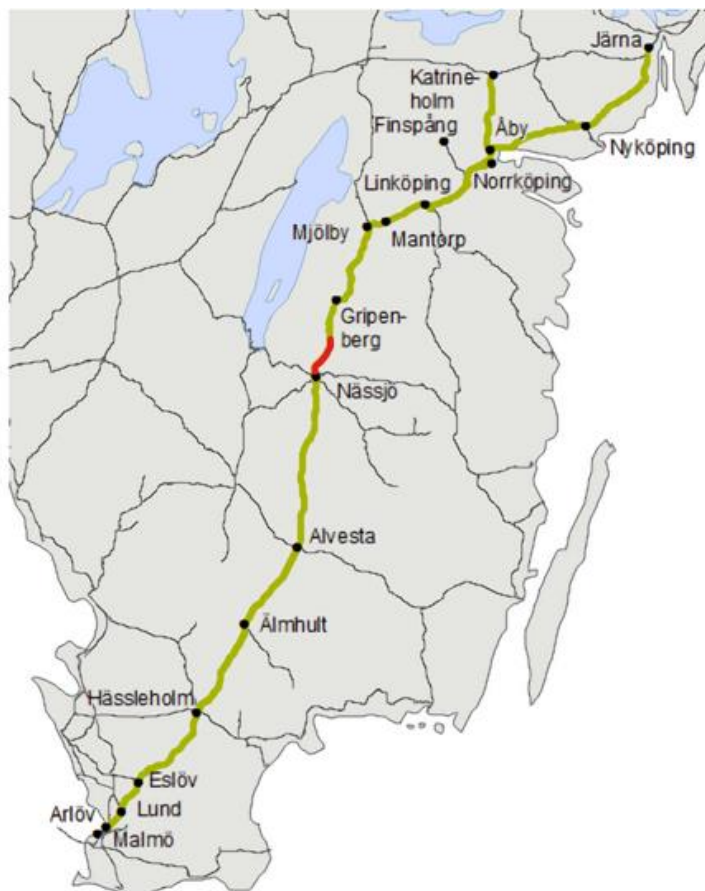 Järna
Katrine-
holm
Åby
Finspång
Nyköping
Linköping
Norrköping
Mjölby
Mantorp
Gripen-
berg
Nässjö
Alvesta
Älmhult
Hässleholm
Eslöv
Arlöv
Lund
Malmö